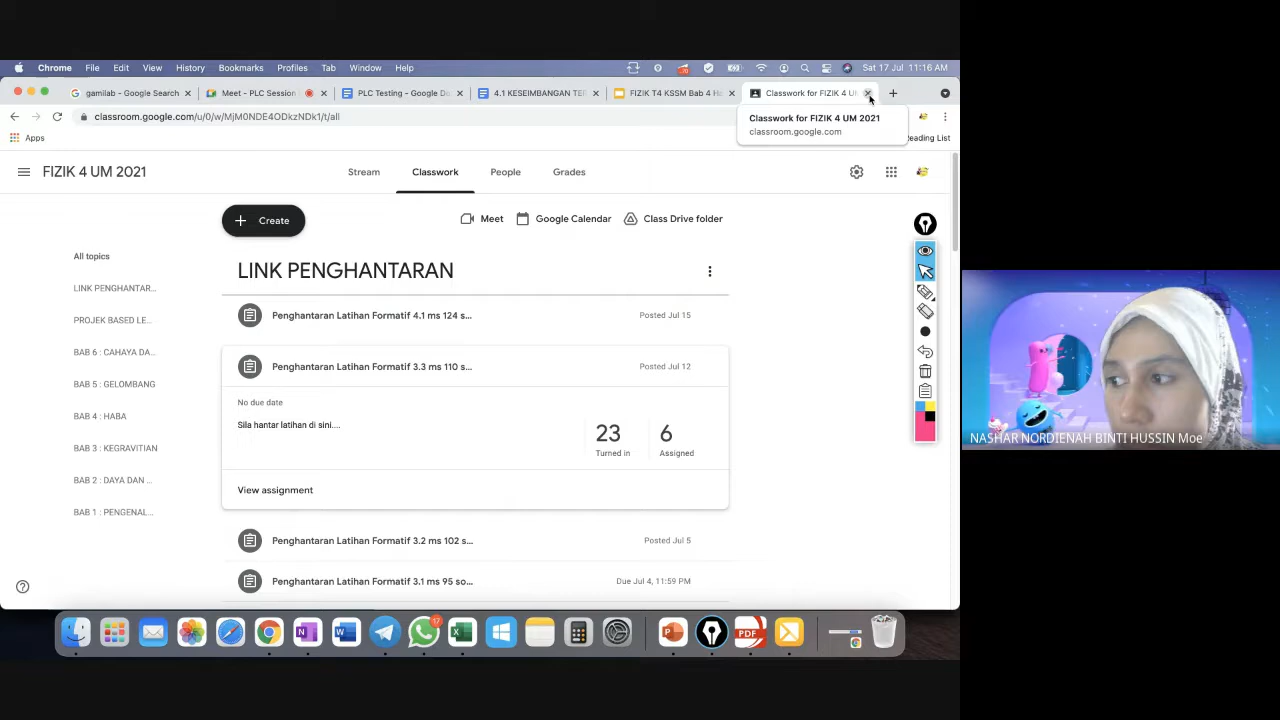 Chrome File Edit View History Bookmarks Profiles Tab Window Help Sat 17 Jul 11:16 AM
gamilab - Google Search Meet - PLC Session PLC Testing - Google Do 4.1 KESEIMBANGAN TER FIZIK T4 KSSM Bab 4 Ha Classwork for FIZIK 4 UM
classroom.google.com/u/0/w/MjM0NDE4ODkzNDk1/t/all
Classwork for FIZIK 4 UM 2021
classroom.google.com
Apps eading List
FIZIK 4 UM 2021 Stream Classwork People Grades
Create Meet Google Calendar Class Drive folder
All topics
LINK PENGHANTAR...
PROJEK BASED LE...
BAB 6 : CAHAYA DA...
BAB 5 : GELOMBANG
BAB 4 : HABA
BAB 3 : KEGRAVITIAN
BAB 2 : DAYA DAN ...
BAB 1 : PENGENAL...
LINK PENGHANTARAN
Penghantaran Latihan Formatif 4.1 ms 124 s... Posted Jul 15
Penghantaran Latihan Formatif 3.3 ms 110 s... Posted Jul 12
No due date
Sila hantar latihan di sini....
23 6
Turned in Assigned
View assignment
Penghantaran Latihan Formatif 3.2 ms 102 s... Posted Jul 5
Penghantaran Latihan Formatif 3.1 ms 95 so... Due Jul 4, 11:59 PM
17
PDF
NASHAR NORDIENAH BINTI HUSSIN Moe